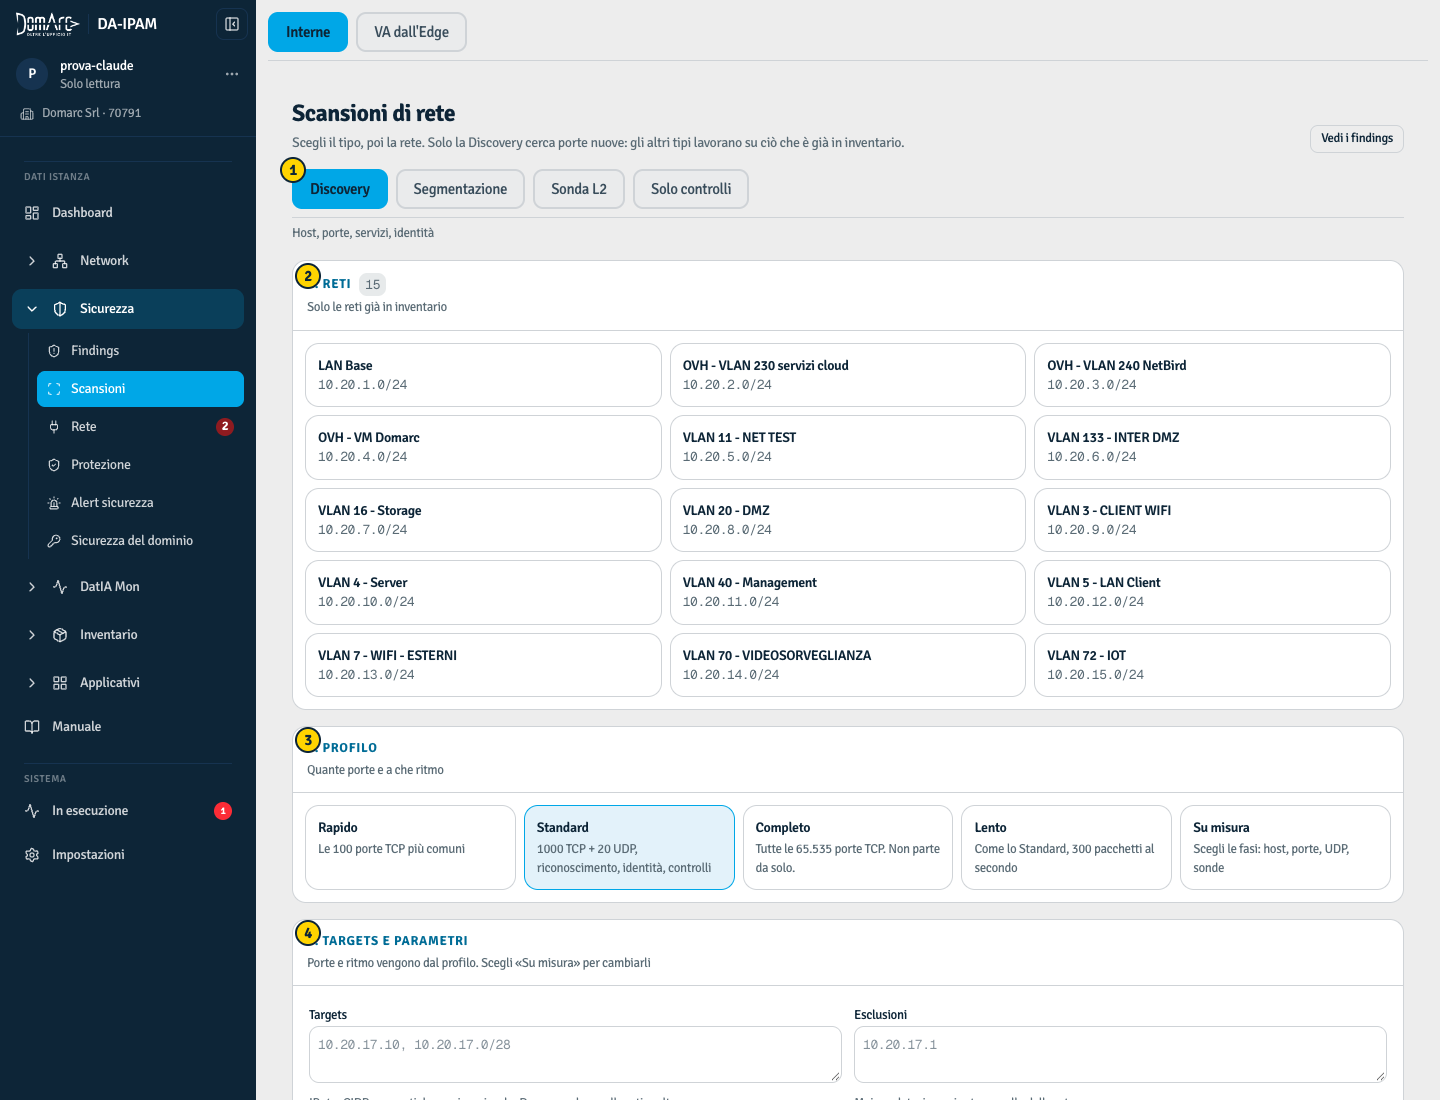 DomArc
OLTRE L'UFFICIO IT
DA-IPAM
P
prova-claude
Solo lettura
Domarc Srl · 70791
DATI ISTANZA
Dashboard
Network
Sicurezza
Findings
Scansioni
Rete
2
Protezione
Alert sicurezza
Sicurezza del dominio
DatIA Mon
Inventario
Applicativi
Manuale
SISTEMA
In esecuzione
1
Impostazioni
Interne
VA dall'Edge
Scansioni di rete
Scegli il tipo, poi la rete. Solo la Discovery cerca porte nuove: gli altri tipi lavorano su ciò che è già in inventario.
Vedi i findings
1
Discovery
Segmentazione
Sonda L2
Solo controlli
Host, porte, servizi, identità
2
RETI 15
Solo le reti già in inventario
LAN Base
10.20.1.0/24
OVH - VLAN 230 servizi cloud
10.20.2.0/24
OVH - VLAN 240 NetBird
10.20.3.0/24
OVH - VM Domarc
10.20.4.0/24
VLAN 11 - NET TEST
10.20.5.0/24
VLAN 133 - INTER DMZ
10.20.6.0/24
VLAN 16 - Storage
10.20.7.0/24
VLAN 20 - DMZ
10.20.8.0/24
VLAN 3 - CLIENT WIFI
10.20.9.0/24
VLAN 4 - Server
10.20.10.0/24
VLAN 40 - Management
10.20.11.0/24
VLAN 5 - LAN Client
10.20.12.0/24
VLAN 7 - WIFI - ESTERNI
10.20.13.0/24
VLAN 70 - VIDEOSORVEGLIANZA
10.20.14.0/24
VLAN 72 - IOT
10.20.15.0/24
3
PROFILO
Quante porte e a che ritmo
Rapido
Le 100 porte TCP più comuni
Standard
1000 TCP + 20 UDP,
riconoscimento, identità, controlli
Completo
Tutte le 65.535 porte TCP. Non parte
da solo.
Lento
Come lo Standard, 300 pacchetti al
secondo
Su misura
Scegli le fasi: host, porte, UDP,
sonde
4
TARGETS E PARAMETRI
Porte e ritmo vengono dal profilo. Scegli «Su misura» per cambiarli
Targets
10.20.17.10, 10.20.17.0/28
Esclusioni
10.20.17.1